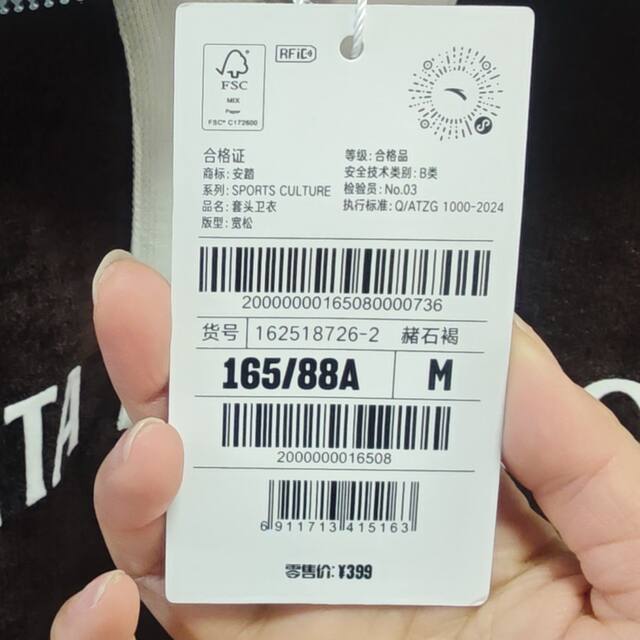 RFiD
FSC
MIX
Paper
FSC® C172600
合格证
商标: 安踏
系列: SPORTS CULTURE
品名: 套头卫衣
版型: 宽松
等级: 合格品
安全技术类别: B类
检验员: No.03
执行标准: Q/ATZG 1000-2024
20000000165080000736
货号 162518726-2 赭石褐
165/88A M
2000000016508
6 911713 415163
零售价: ¥399
TA